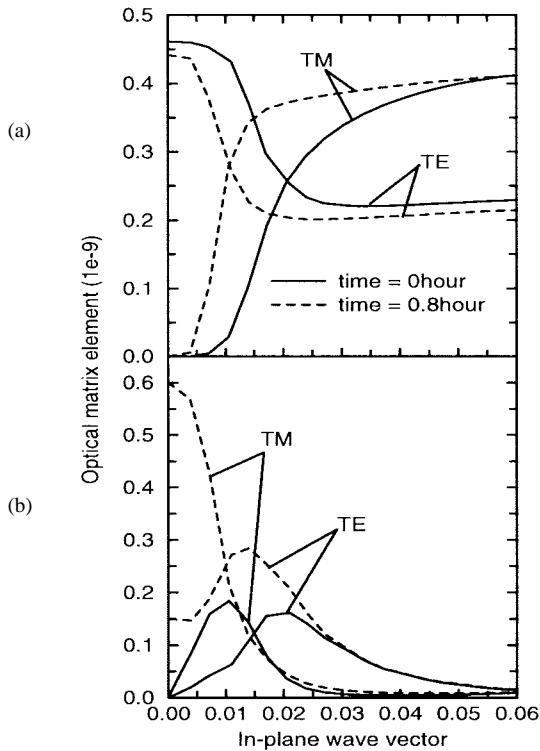 0.5
TM
0.4
(a)
0.3
TE
0.2
time = 0hour
0.1
time = 0.8hour
0.0
Optical matrix element (1e-9)
0.6
0.5
TM
(b)
0.4
TE
0.3
0.2
0.1
0.0
0.00 0.01 0.02 0.03 0.04 0.05 0.06
In-plane wave vector